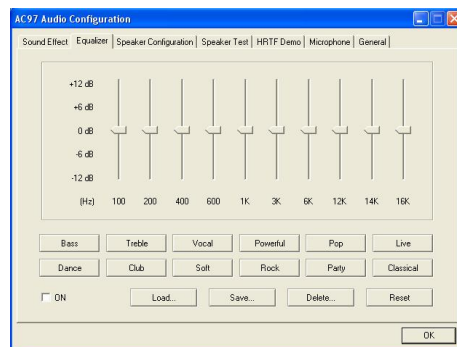 AC97 Audio Configuration
Sound Effect Equalizer Speaker Configuration Speaker Test HRTF Demo Microphone General
+12 dB
+6 dB
0 dB
-6 dB
-12 dB
(Hz) 100 200 400 600 1K 3K 6K 12K 14K 16K
Bass Treble Vocal Powerful Pop Live
Dance Club Soft Rock Party Classical
ON Load... Save... Delete... Reset
OK